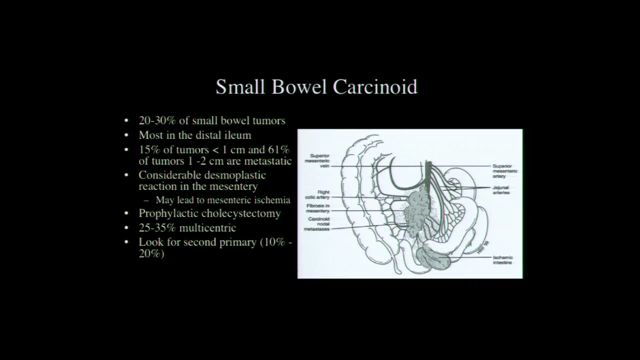 Small Bowel Carcinoid
• 20-30% of small bowel tumors
• Most in the distal ileum
• 15% of tumors < 1 cm and 61%
of tumors 1 -2 cm are metastatic
• Considerable desmoplastic
reaction in the mesentery
– May lead to mesenteric ischemia
• Prophylactic cholecystectomy
• 25-35% multicentric
• Look for second primary (10% -
20%)
Superior
mesenteric
vein
Right
colic artery
Fibrosis in
mesentery
Carcinoid
nodal
metastases
Superior
mesenteric
artery
Jejunal
arteries
Ischemic
intestine